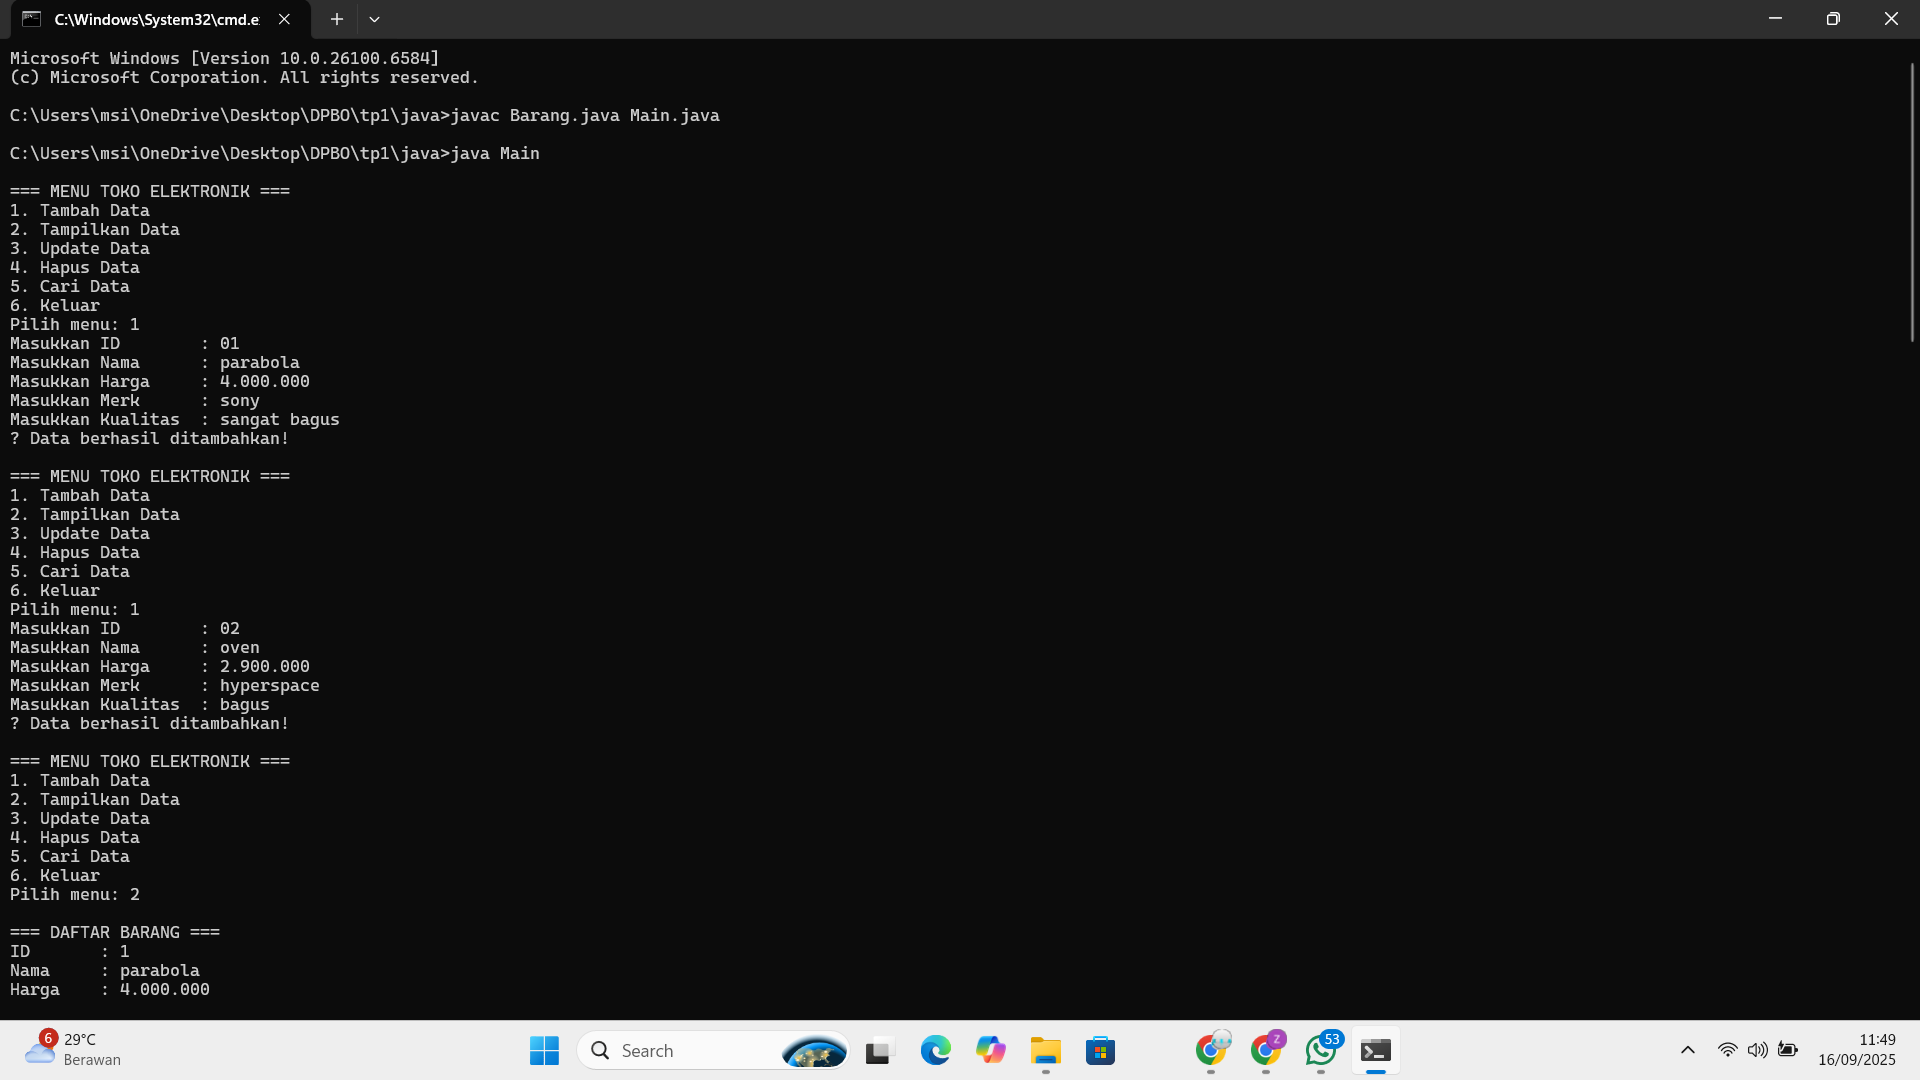 C:\Windows\System32\cmd.e
Microsoft Windows [Version 10.0.26100.6584]
(c) Microsoft Corporation. All rights reserved.
C:\Users\msi\OneDrive\Desktop\DPBO\tp1\java>javac Barang.java Main.java
C:\Users\msi\OneDrive\Desktop\DPBO\tp1\java>java Main
=== MENU TOKO ELEKTRONIK ===
1. Tambah Data
2. Tampilkan Data
3. Update Data
4. Hapus Data
5. Cari Data
6. Keluar
Pilih menu: 1
Masukkan ID        : 01
Masukkan Nama      : parabola
Masukkan Harga     : 4.000.000
Masukkan Merk      : sony
Masukkan Kualitas  : sangat bagus
? Data berhasil ditambahkan!
=== MENU TOKO ELEKTRONIK ===
1. Tambah Data
2. Tampilkan Data
3. Update Data
4. Hapus Data
5. Cari Data
6. Keluar
Pilih menu: 1
Masukkan ID        : 02
Masukkan Nama      : oven
Masukkan Harga     : 2.900.000
Masukkan Merk      : hyperspace
Masukkan Kualitas  : bagus
? Data berhasil ditambahkan!
=== MENU TOKO ELEKTRONIK ===
1. Tambah Data
2. Tampilkan Data
3. Update Data
4. Hapus Data
5. Cari Data
6. Keluar
Pilih menu: 2
=== DAFTAR BARANG ===
ID       : 1
Nama     : parabola
Harga    : 4.000.000
6
29°C
Berawan
Search
Z
53
11:49
16/09/2025